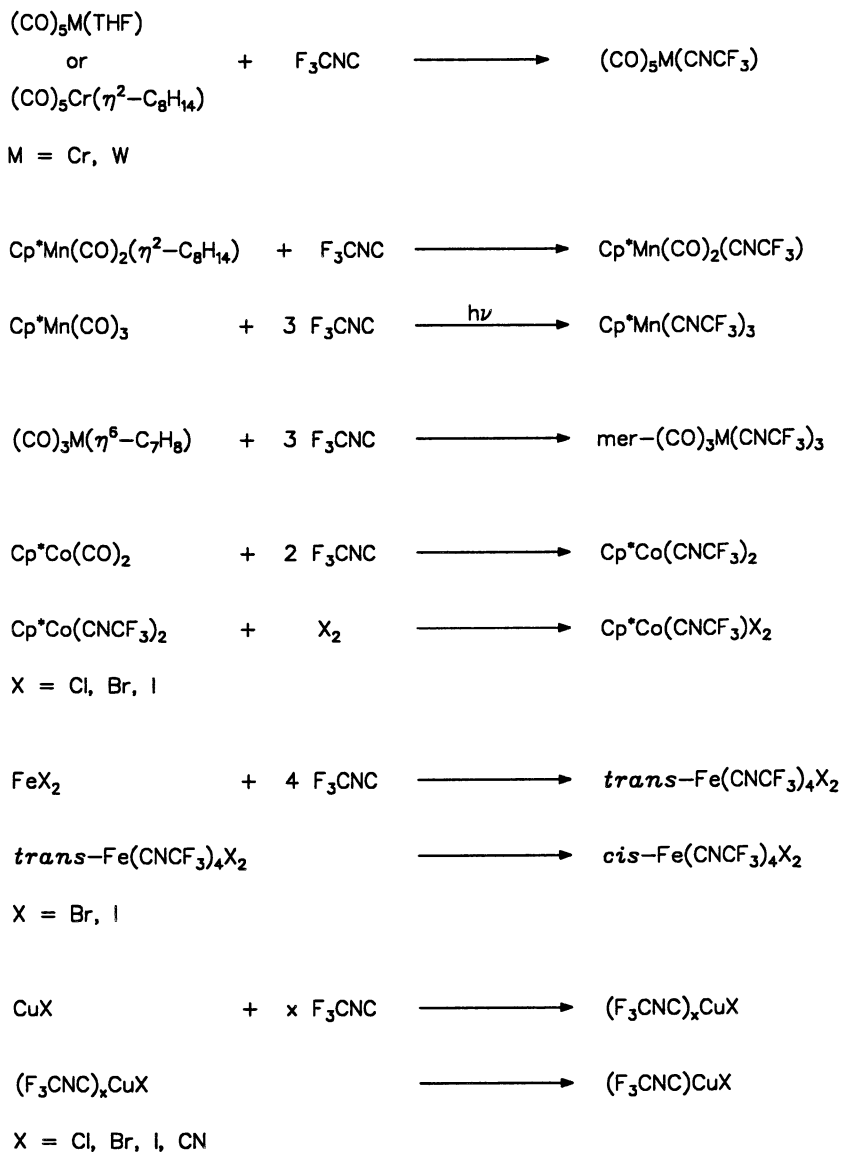 (CO)₅M(THF)
or + F₃CNC ⟶ (CO)₅M(CNCF₃)
(CO)₅Cr(η²−C₈H₁₄)
M = Cr, W
Cp*Mn(CO)₂(η²−C₈H₁₄) + F₃CNC ⟶ Cp*Mn(CO)₂(CNCF₃)
hν
Cp*Mn(CO)₃ + 3 F₃CNC ⟶ Cp*Mn(CNCF₃)₃
(CO)₃M(η⁶−C₇H₈) + 3 F₃CNC ⟶ mer−(CO)₃M(CNCF₃)₃
Cp*Co(CO)₂ + 2 F₃CNC ⟶ Cp*Co(CNCF₃)₂
Cp*Co(CNCF₃)₂ + X₂ ⟶ Cp*Co(CNCF₃)X₂
X = Cl, Br, I
FeX₂ + 4 F₃CNC ⟶ trans−Fe(CNCF₃)₄X₂
trans−Fe(CNCF₃)₄X₂ ⟶ cis−Fe(CNCF₃)₄X₂
X = Br, I
CuX + x F₃CNC ⟶ (F₃CNC)ₓCuX
(F₃CNC)ₓCuX ⟶ (F₃CNC)CuX
X = Cl, Br, I, CN